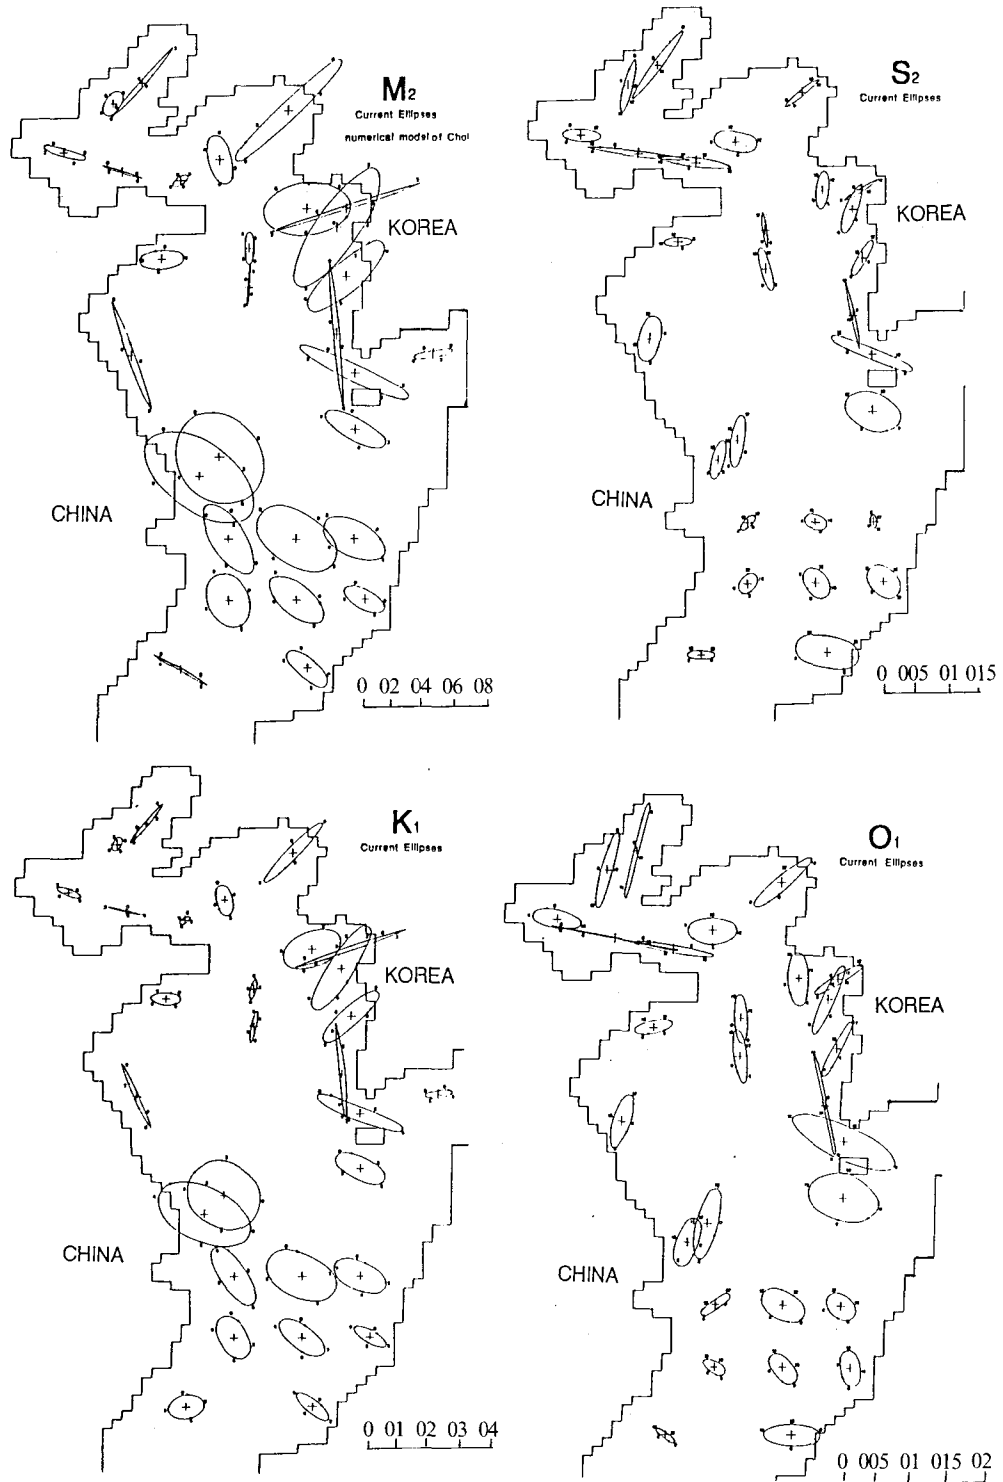 M2
Current Ellipses
numerical model of Choi
KOREA
CHINA
0 02 04 06 08
S2
Current Ellipses
KOREA
CHINA
0 005 01 015
K1
Current Ellipses
KOREA
CHINA
0 01 02 03 04
O1
Current Ellipses
KOREA
CHINA
0 005 01 015 02